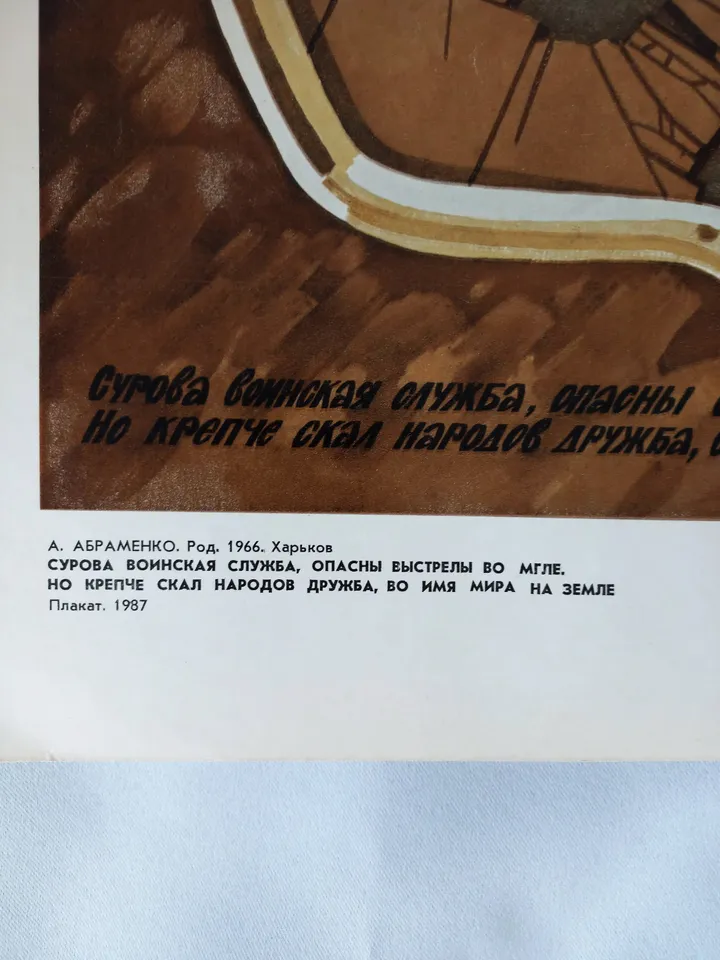 Сурова воинская служба, опасны
Но крепче скал народов дружба,
А. АБРАМЕНКО. Род. 1966. Харьков
СУРОВА ВОИНСКАЯ СЛУЖБА, ОПАСНЫ ВЫСТРЕЛЫ ВО МГЛЕ.
НО КРЕПЧЕ СКАЛ НАРОДОВ ДРУЖБА, ВО ИМЯ МИРА НА ЗЕМЛЕ
Плакат. 1987